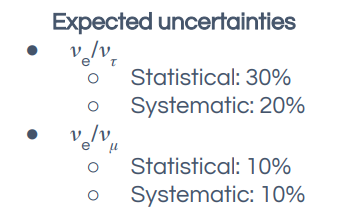 Expected uncertainties
● νe/ντ
○ Statistical: 30%
○ Systematic: 20%
● νe/νμ
○ Statistical: 10%
○ Systematic: 10%